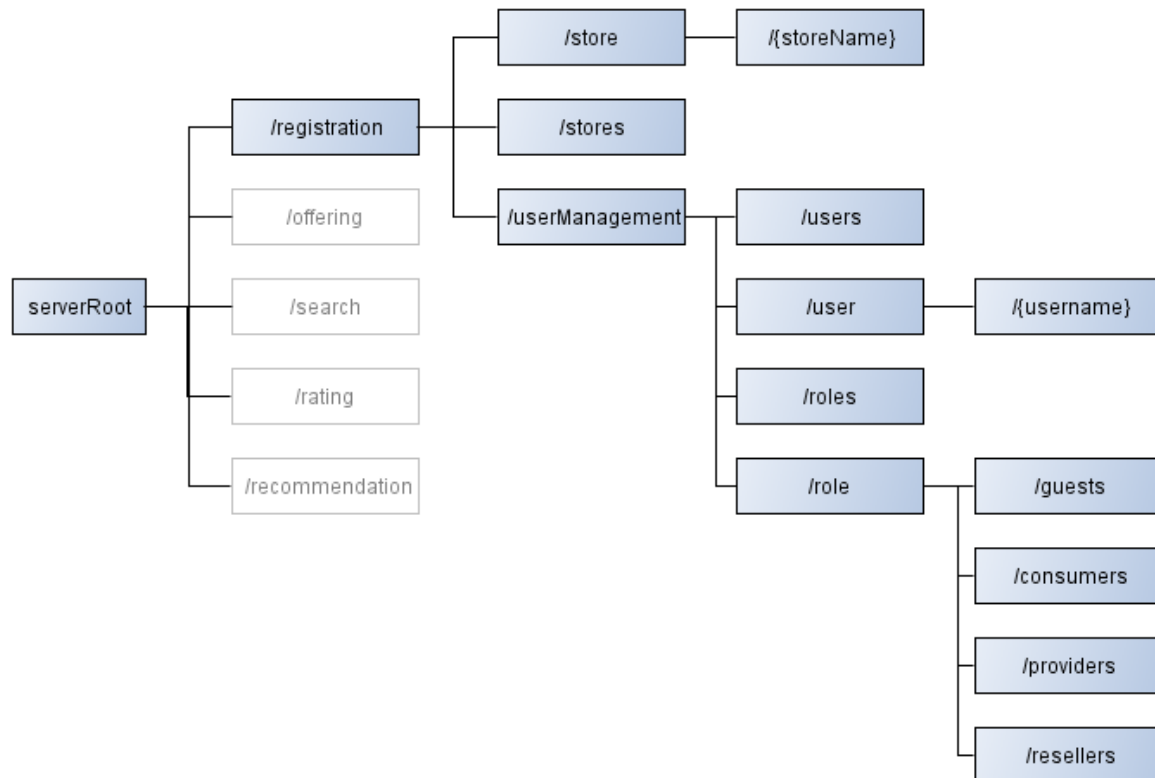 /store
/{storeName}
/registration
/stores
/offering
/userManagement
/users
serverRoot
/search
/user
/{username}
/rating
/roles
/recommendation
/role
/guests
/consumers
/providers
/resellers